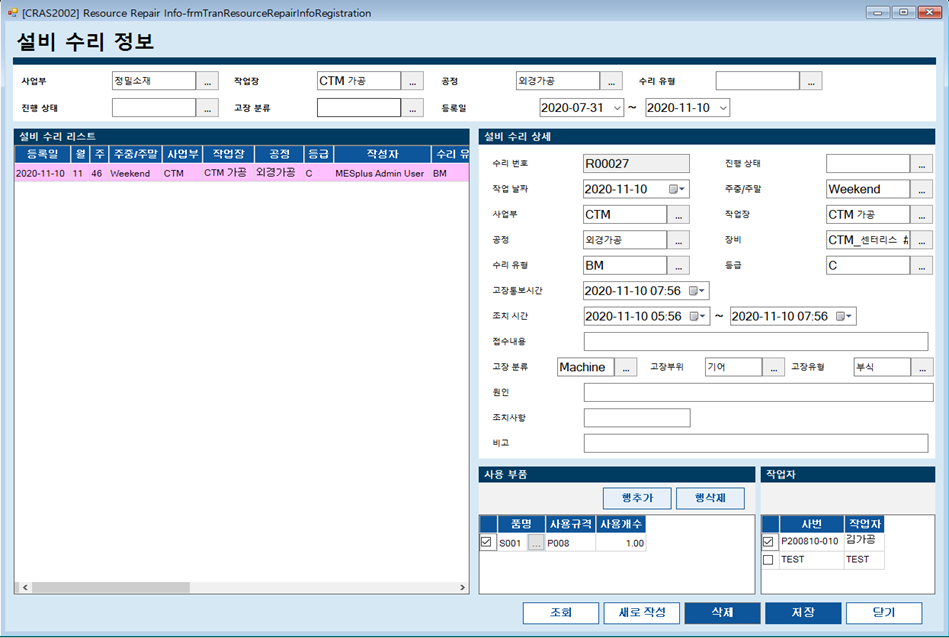 [CRAS2002] Resource Repair Info-frmTranResourceRepairInfoRegistration
설비 수리 정보
사업부 정밀소재 ... 작업장 CTM 가공 ... 공정 외경가공 ... 수리 유형 ...
진행 상태 ... 고장 분류 ... 등록일 2020-07-31 ~ 2020-11-10
설비 수리 리스트
등록일 월 주 주중/주말 사업부 작업장 공정 등급 작성자 수리 유
2020-11-10 11 46 Weekend CTM CTM 가공 외경가공 C MESplus Admin User BM
설비 수리 상세
수리 번호 R00027 진행 상태 ...
작업 날짜 2020-11-10 주중/주말 Weekend ...
사업부 CTM ... 작업장 CTM 가공 ...
공정 외경가공 ... 장비 CTM_센터리스 # ...
수리 유형 BM ... 등급 C ...
고장통보시간 2020-11-10 07:56
조치 시간 2020-11-10 05:56 ~ 2020-11-10 07:56
접수내용
고장 분류 Machine ... 고장부위 기어 ... 고장유형 부식 ...
원인
조치사항
비고
사용 부품
행추가 행삭제
품명 사용규격 사용개수
S001 ... P008 1.00
작업자
사번 작업자
P200810-010 김가공
TEST TEST
조회 새로 작성 삭제 저장 닫기